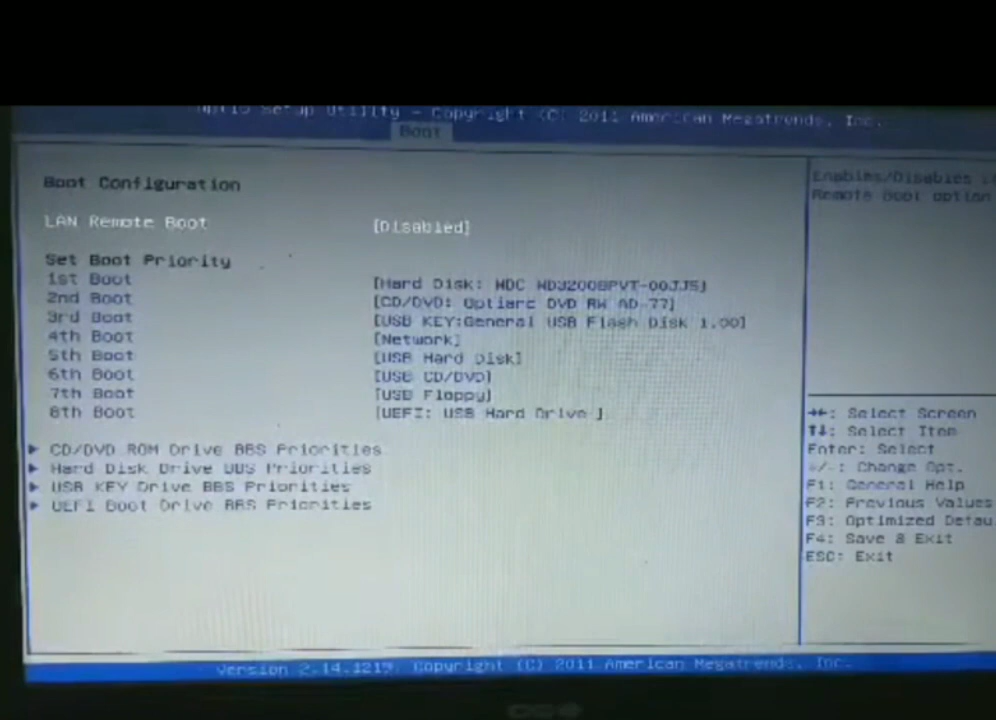 Aptio Setup Utility - Copyright (C) 2011 American Megatrends, Inc.
Boot
Boot Configuration
LAN Remote Boot [Disabled]
Set Boot Priority
1st Boot [Hard Disk: WDC WD3200BPVT-00JJ5]
2nd Boot [CD/DVD: Optiarc DVD RW AD-77]
3rd Boot [USB KEY:General USB Flash Disk 1.00]
4th Boot [Network]
5th Boot [USB Hard Disk]
6th Boot [USB CD/DVD]
7th Boot [USB Floppy]
8th Boot [UEFI: USB Hard Drive ]
► CD/DVD ROM Drive BBS Priorities
► Hard Disk Drive BBS Priorities
► USB KEY Drive BBS Priorities
► UEFI Boot Drive BBS Priorities
Enables/Disables
Remote Boot option
→←: Select Screen
↑↓: Select Item
Enter: Select
+/-: Change Opt.
F1: General Help
F2: Previous Values
F3: Optimized Defau
F4: Save & Exit
ESC: Exit
Version 2.14.1219. Copyright (C) 2011 American Megatrends, Inc.